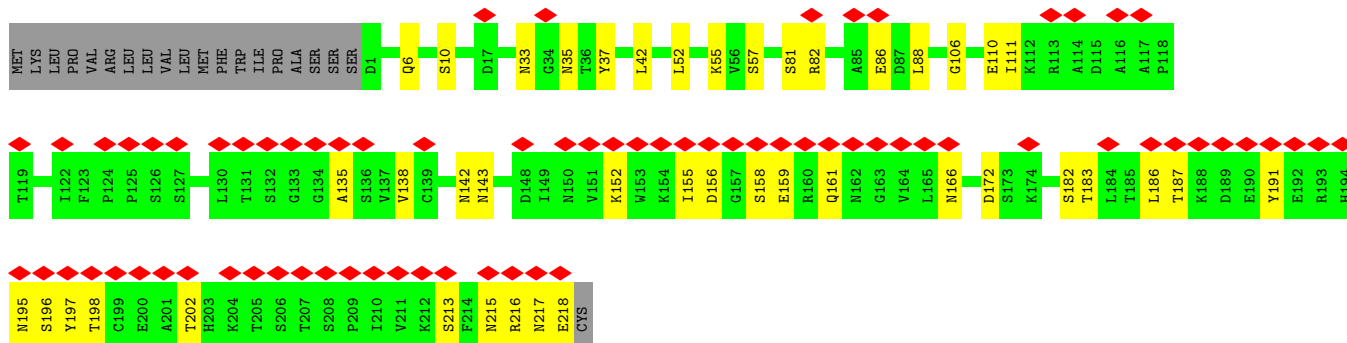 MET LYS LEU PRO VAL ARG LEU LEU VAL LEU MET PHE TRP ILE PRO ALA SER SER SER D1 Q6 S10 D17 N33 G34 N35 T36 Y37 L42 L52 K55 V56 S57 S81 R82 A85 E86 D87 L88 G106 E110 I111 K112 R113 A114 D115 A116 A117 P118
T119 I122 F123 P124 P125 S126 S127 L130 T131 S132 G133 G134 A135 S136 V137 V138 C139 N142 N143 D148 I149 N150 V151 K152 W153 K154 I155 D156 G157 S158 E159 R160 Q161 N162 G163 V164 L165 N166 D172 S173 K174 S182 T183 L184 T185 L186 T187 K188 D189 E190 Y191 E192 R193 H194
N195 S196 Y197 T198 C199 E200 A201 T202 H203 K204 T205 S206 T207 S208 P209 I210 V211 K212 S213 F214 N215 R216 N217 E218 CYS